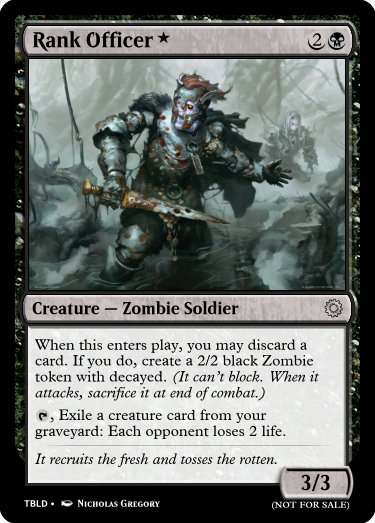 Rank Officer★ 2
Creature — Zombie Soldier
When this enters play, you may discard a
card. If you do, create a 2/2 black Zombie
token with decayed. (It can't block. When it
attacks, sacrifice it at end of combat.)
, Exile a creature card from your
graveyard: Each opponent loses 2 life.
It recruits the fresh and tosses the rotten.
3/3
TBLD • Nicholas Gregory
(NOT FOR SALE)